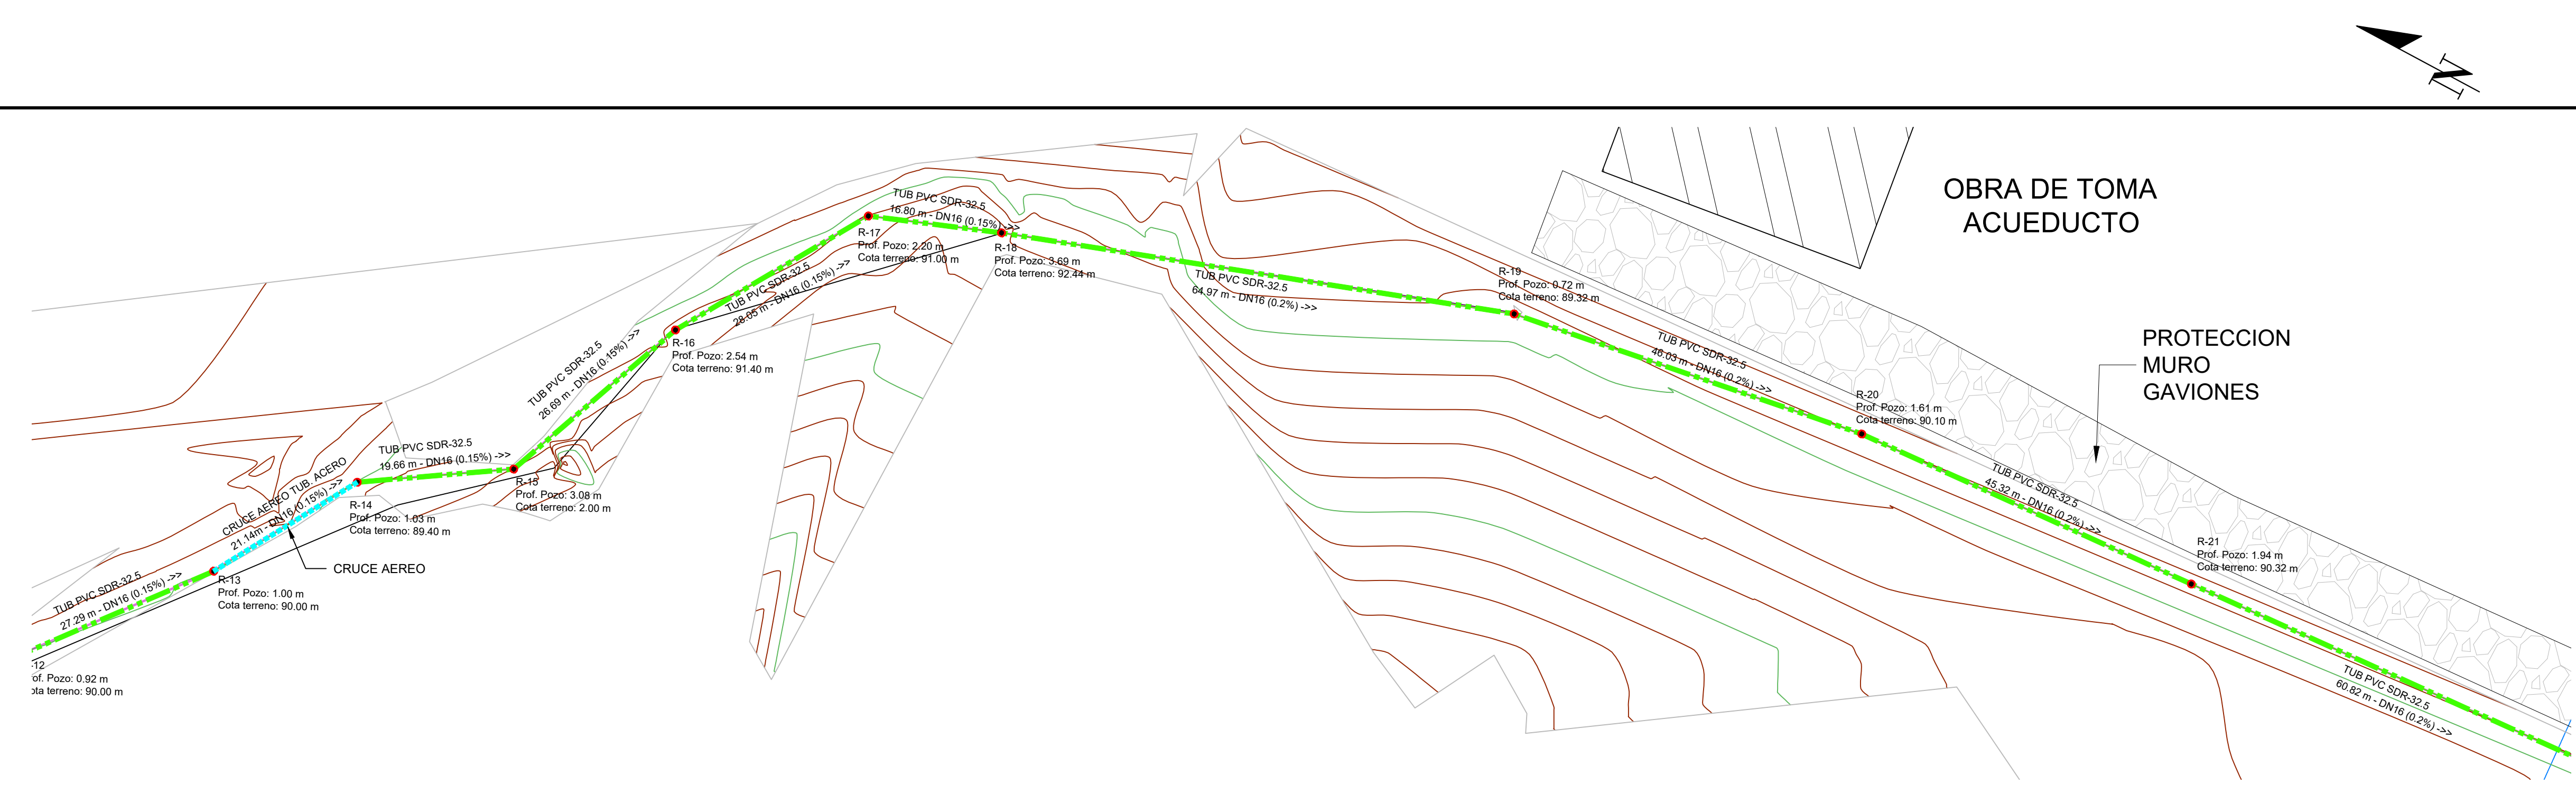 N
OBRA DE TOMA
ACUEDUCTO
PROTECCION
MURO
GAVIONES
TUB PVC SDR-32.5
27.29 m - DN16 (0.15%) ->>
-12
of. Pozo: 0.92 m
ota terreno: 90.00 m
R-13
Prof. Pozo: 1.00 m
Cota terreno: 90.00 m
CRUCE AEREO TUB. ACERO
21.14m - DN16 (0.15%) ->>
CRUCE AEREO
R-14
Prof. Pozo: 1.03 m
Cota terreno: 89.40 m
TUB PVC SDR-32.5
19.66 m - DN16 (0.15%) ->>
R-15
Prof. Pozo: 3.08 m
Cota terreno: 2.00 m
TUB PVC SDR-32.5
26.69 m - DN16 (0.15%) ->>
R-16
Prof. Pozo: 2.54 m
Cota terreno: 91.40 m
TUB PVC SDR-32.5
28.05 m - DN16 (0.15%) ->>
R-17
Prof. Pozo: 2.20 m
Cota terreno: 91.00 m
TUB PVC SDR-32.5
16.80 m - DN16 (0.15%) ->>
R-18
Prof. Pozo: 3.69 m
Cota terreno: 92.44 m
TUB PVC SDR-32.5
64.97 m - DN16 (0.2%) ->>
R-19
Prof. Pozo: 0.72 m
Cota terreno: 89.32 m
TUB PVC SDR-32.5
46.03 m - DN16 (0.2%) ->>
R-20
Prof. Pozo: 1.61 m
Cota terreno: 90.10 m
TUB PVC SDR-32.5
45.32 m - DN16 (0.2%) ->>
R-21
Prof. Pozo: 1.94 m
Cota terreno: 90.32 m
TUB PVC SDR-32.5
60.82 m - DN16 (0.2%) ->>